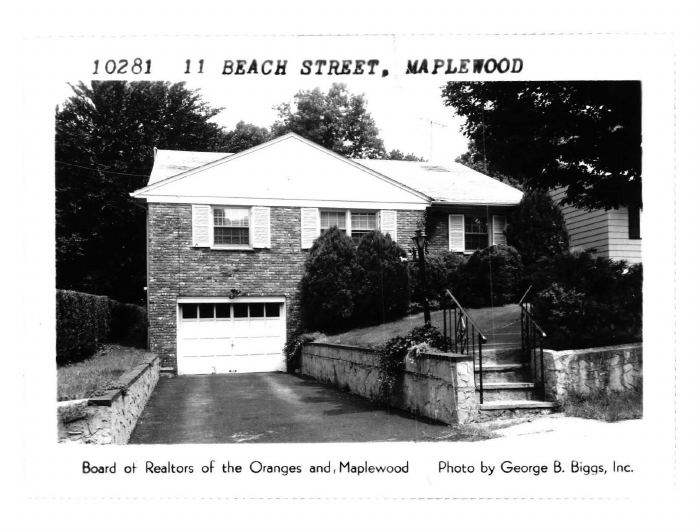 10281 11 BEACH STREET, MAPLEWOOD
Board of Realtors of the Oranges and, Maplewood Photo by George B. Biggs, Inc.